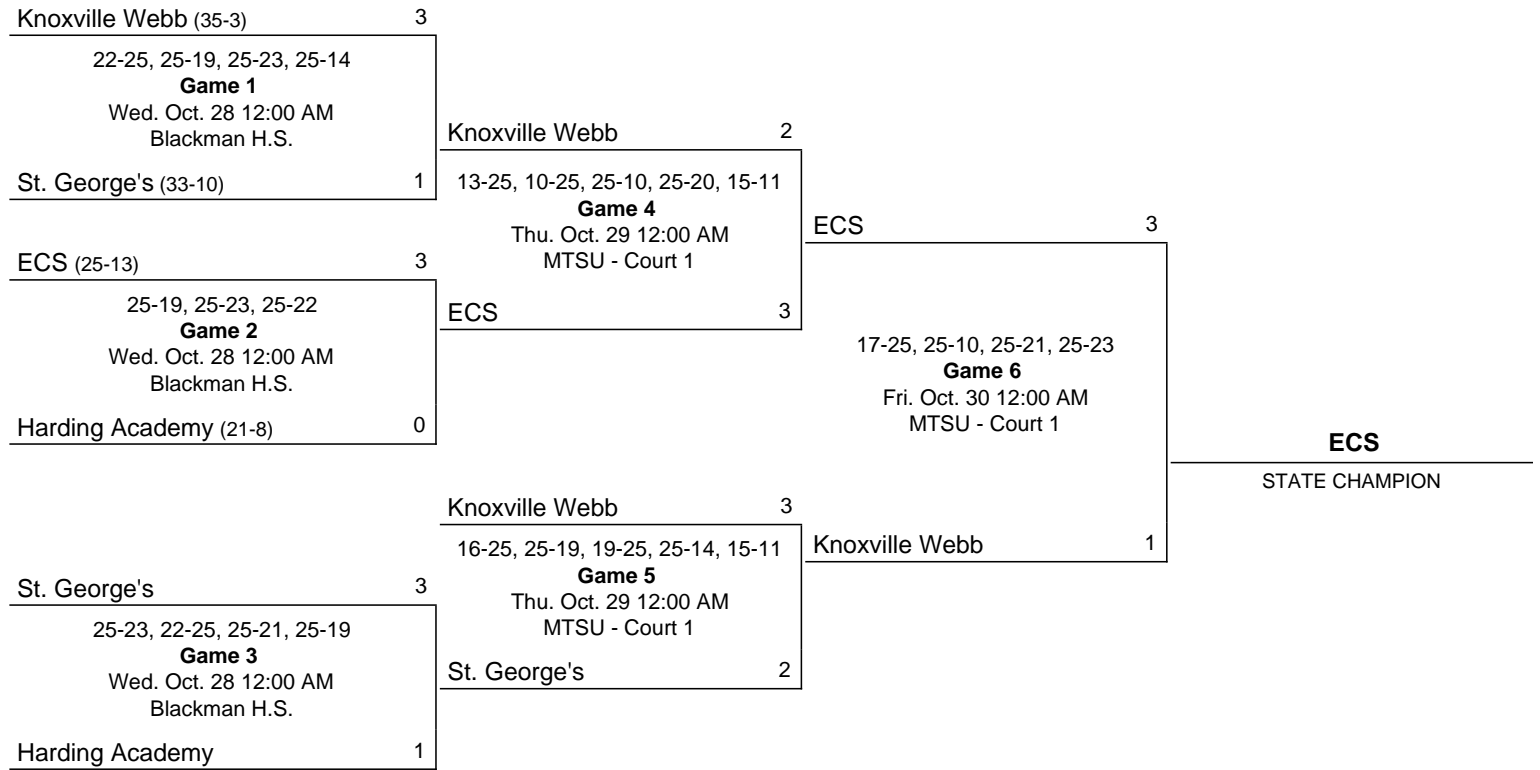 Knoxville Webb (35-3) 3
22-25, 25-19, 25-23, 25-14
Game 1
Wed. Oct. 28 12:00 AM
Blackman H.S.
St. George's (33-10) 1
ECS (25-13) 3
25-19, 25-23, 25-22
Game 2
Wed. Oct. 28 12:00 AM
Blackman H.S.
Harding Academy (21-8) 0
St. George's 3
25-23, 22-25, 25-21, 25-19
Game 3
Wed. Oct. 28 12:00 AM
Blackman H.S.
Harding Academy 1
Knoxville Webb 2
13-25, 10-25, 25-10, 25-20, 15-11
Game 4
Thu. Oct. 29 12:00 AM
MTSU - Court 1
ECS 3
Knoxville Webb 3
16-25, 25-19, 19-25, 25-14, 15-11
Game 5
Thu. Oct. 29 12:00 AM
MTSU - Court 1
St. George's 2
ECS 3
17-25, 25-10, 25-21, 25-23
Game 6
Fri. Oct. 30 12:00 AM
MTSU - Court 1
Knoxville Webb 1
ECS
STATE CHAMPION